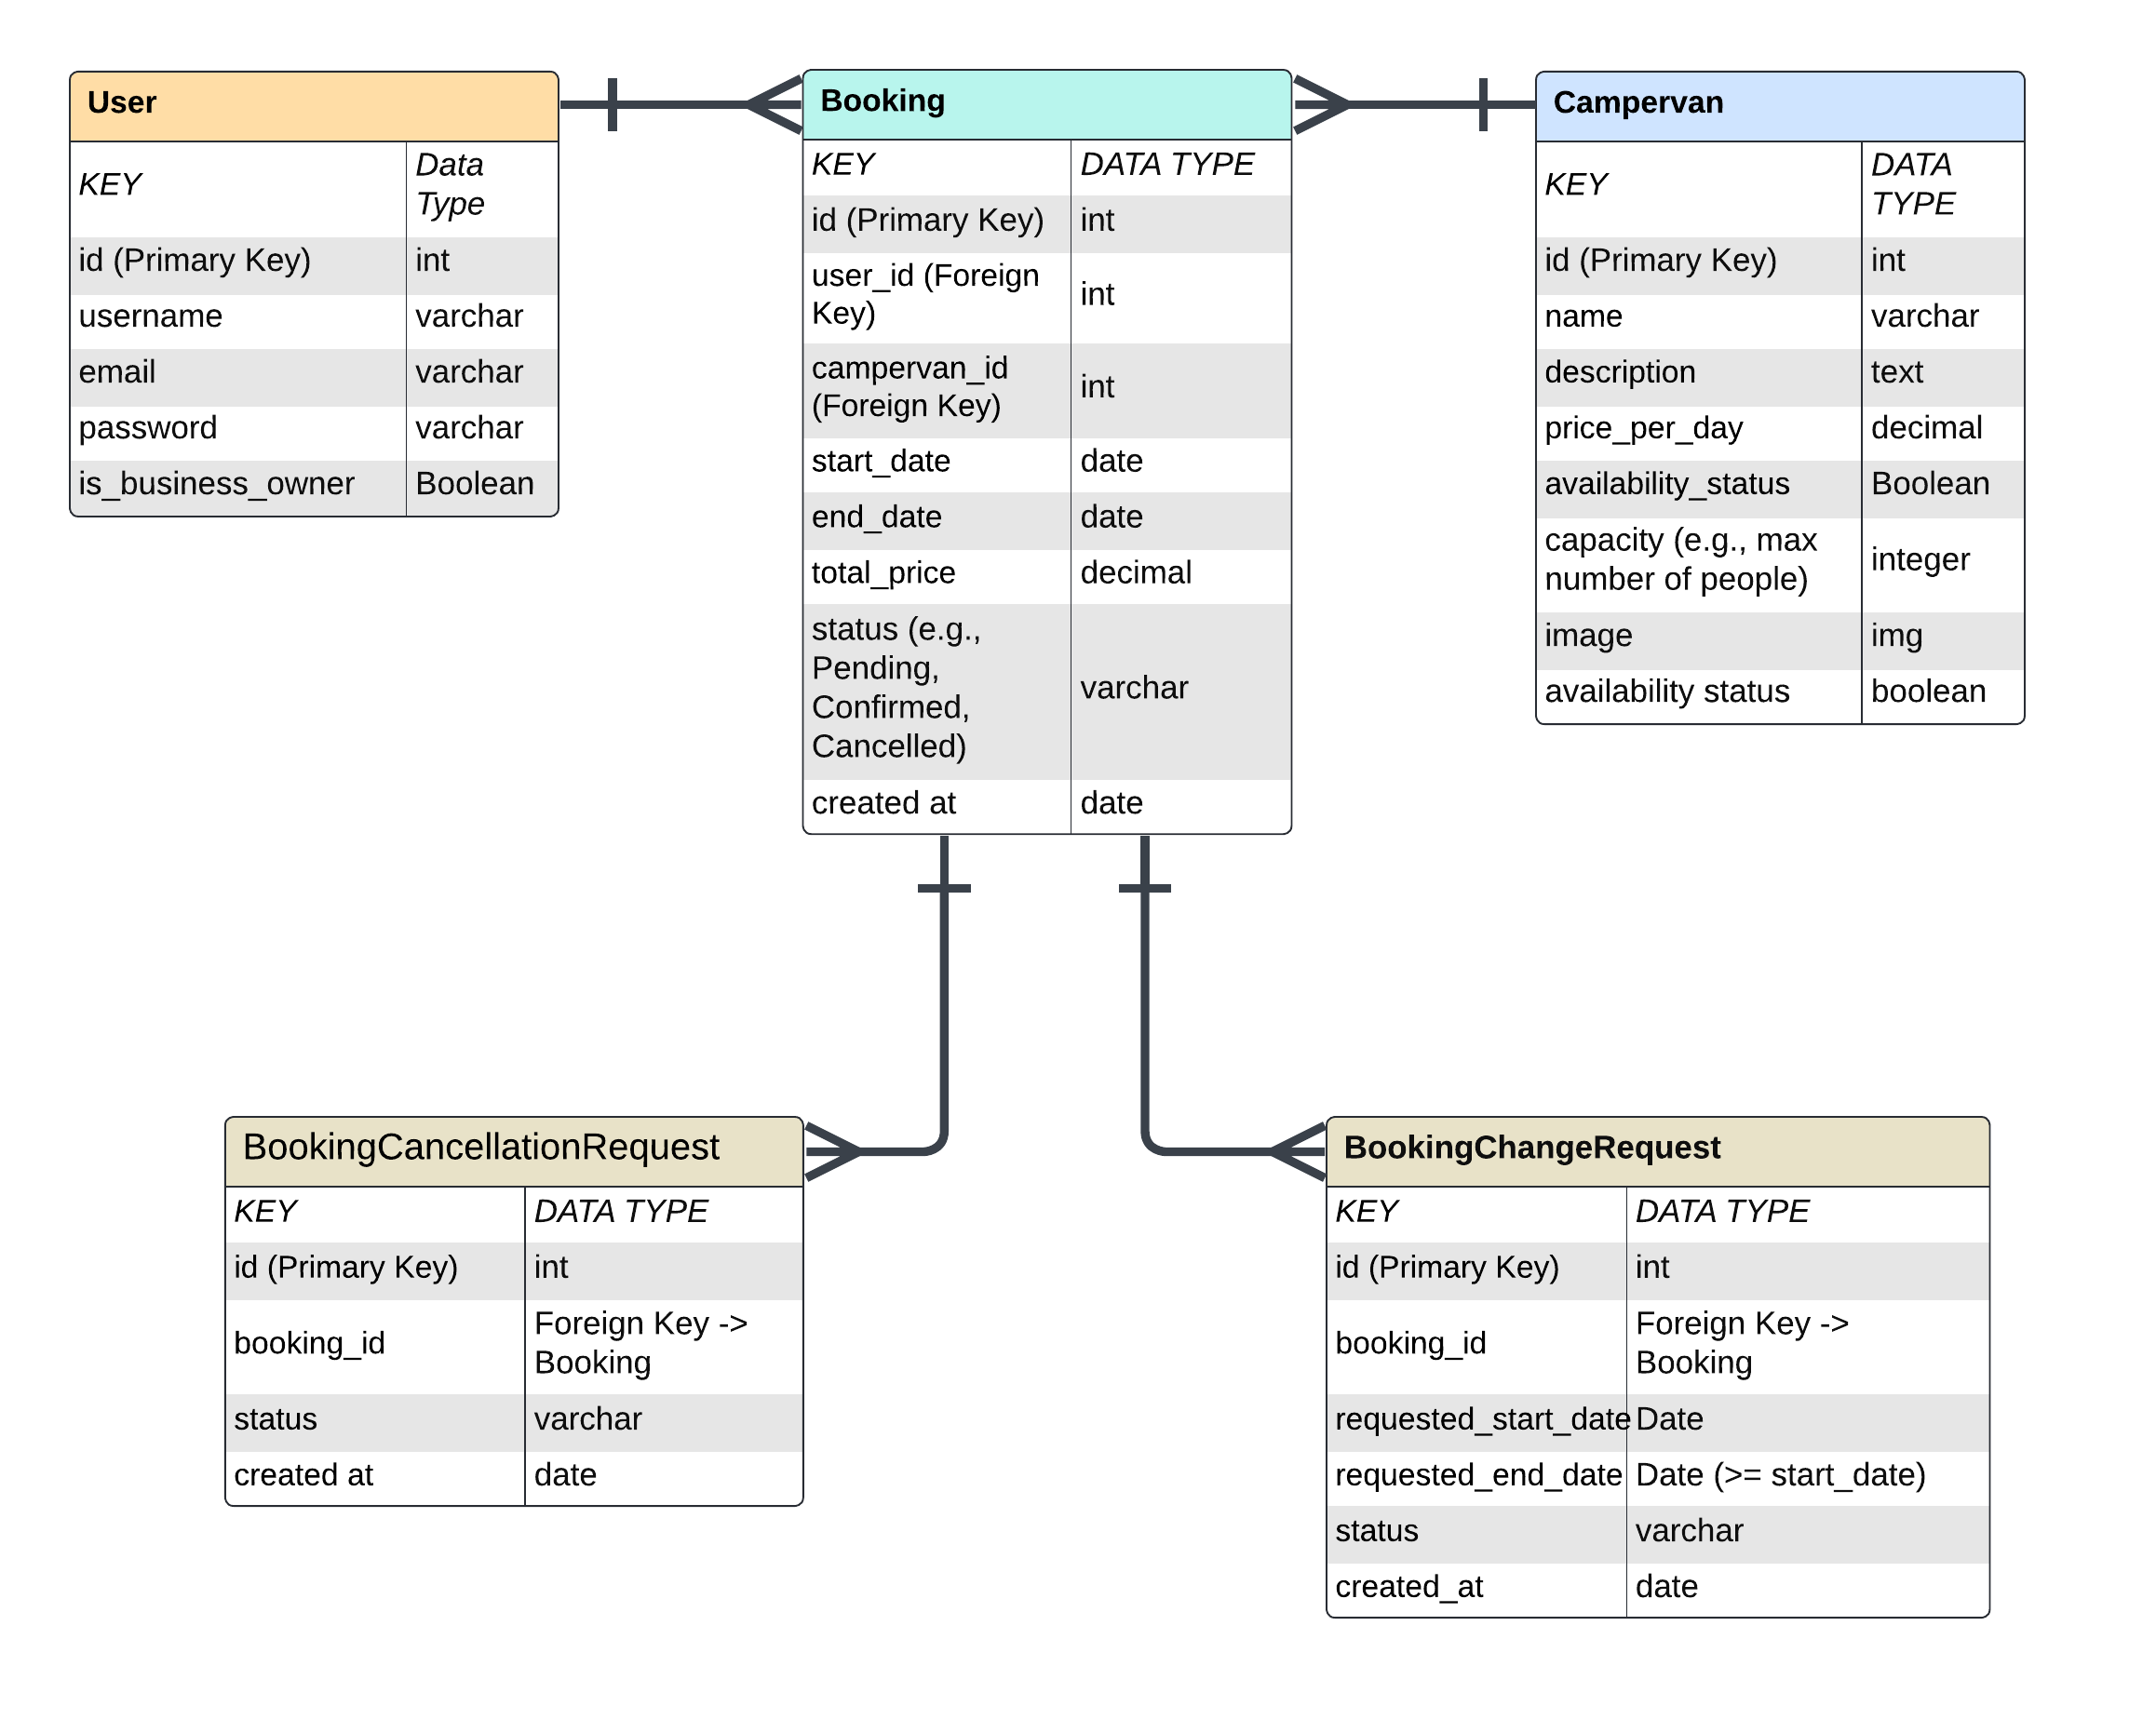 User
KEY
Data
Type
id (Primary Key)
int
username
varchar
email
varchar
password
varchar
is_business_owner
Boolean
Booking
KEY
DATA TYPE
id (Primary Key)
int
user_id (Foreign
Key)
int
campervan_id
(Foreign Key)
int
start_date
date
end_date
date
total_price
decimal
status (e.g.,
Pending,
Confirmed,
Cancelled)
varchar
created at
date
Campervan
KEY
DATA
TYPE
id (Primary Key)
int
name
varchar
description
text
price_per_day
decimal
availability_status
Boolean
capacity (e.g., max
number of people)
integer
image
img
availability status
boolean
BookingCancellationRequest
KEY
DATA TYPE
id (Primary Key)
int
booking_id
Foreign Key ->
Booking
status
varchar
created at
date
BookingChangeRequest
KEY
DATA TYPE
id (Primary Key)
int
booking_id
Foreign Key ->
Booking
requested_start_date
Date
requested_end_date
Date (>= start_date)
status
varchar
created_at
date